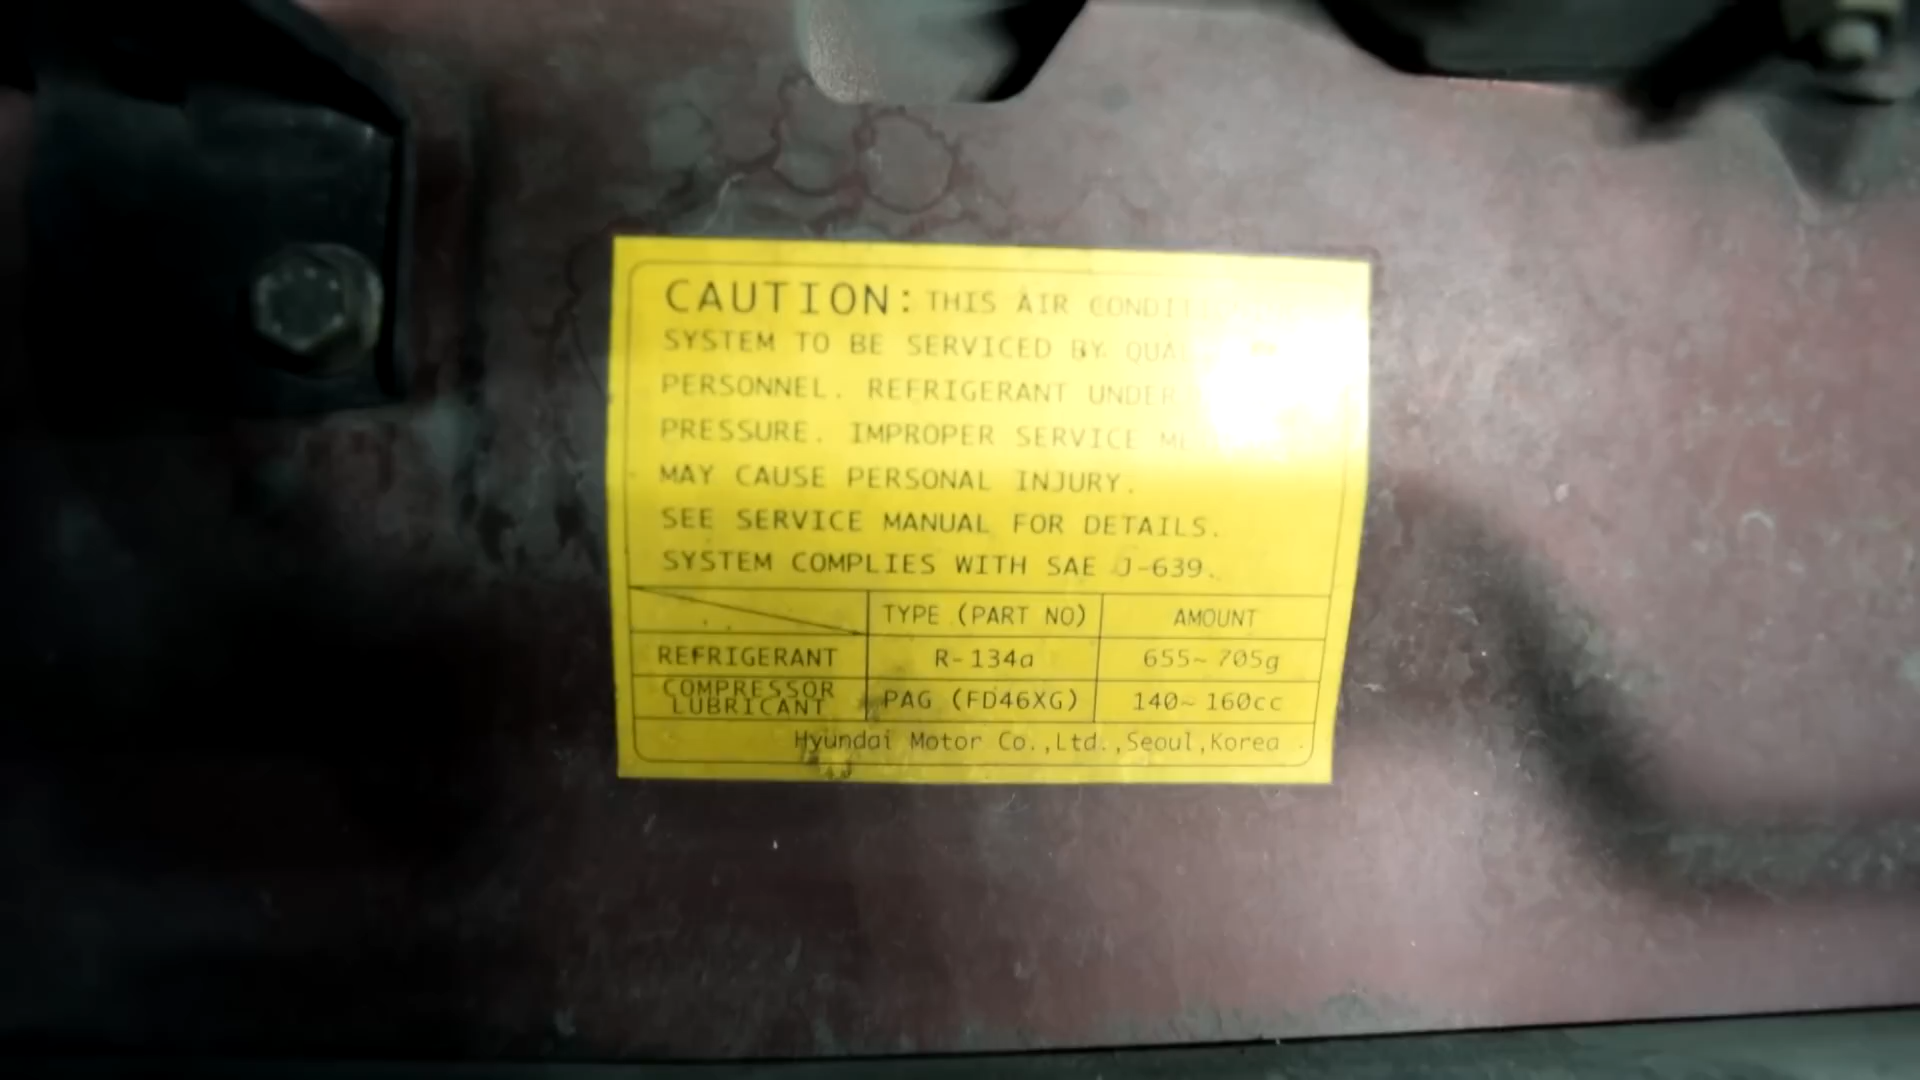 CAUTION: THIS AIR
SYSTEM TO BE SERVICED BY
PERSONNEL. REFRIGERANT UNDER
PRESSURE. IMPROPER SERVICE
MAY CAUSE PERSONAL INJURY.
SEE SERVICE MANUAL FOR DETAILS.
SYSTEM COMPLIES WITH SAE J-639.
TYPE (PART NO) AMOUNT
REFRIGERANT R-134a 655~705g
COMPRESSOR LUBRICANT PAG (FD46XG) 140~160cc
Hyundai Motor Co.,Ltd.,Seoul,Korea